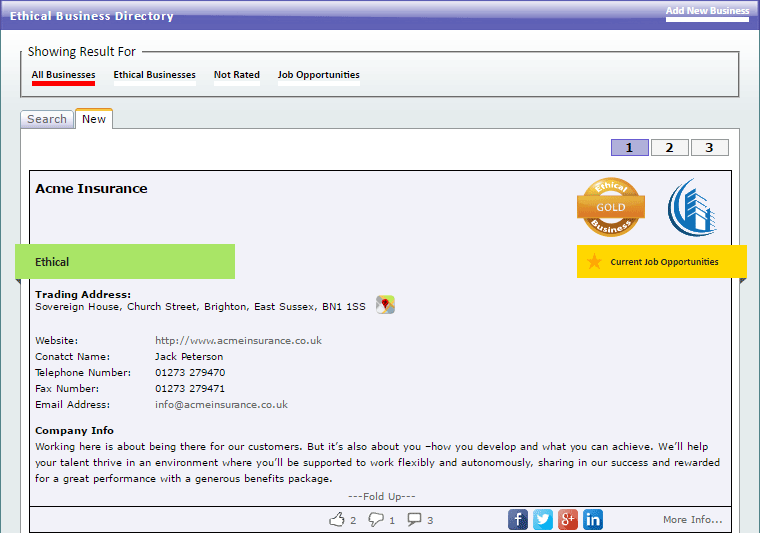 Ethical Business Directory
Add New Business
Showing Result For
All Businesses Ethical Businesses Not Rated Job Opportunities
Search New
1 2 3
Acme Insurance
Ethical
GOLD
Business
Ethical
Current Job Opportunities
Trading Address:
Sovereign House, Church Street, Brighton, East Sussex, BN1 1SS
Website: http://www.acmeinsurance.co.uk
Conatct Name: Jack Peterson
Telephone Number: 01273 279470
Fax Number: 01273 279471
Email Address: info@acmeinsurance.co.uk
Company Info
Working here is about being there for our customers. But it's also about you –how you develop and what you can achieve. We'll help
your talent thrive in an environment where you'll be supported to work flexibly and autonomously, sharing in our success and rewarded
for a great performance with a generous benefits package.
---Fold Up---
2 1 3
f g+ in
More Info...